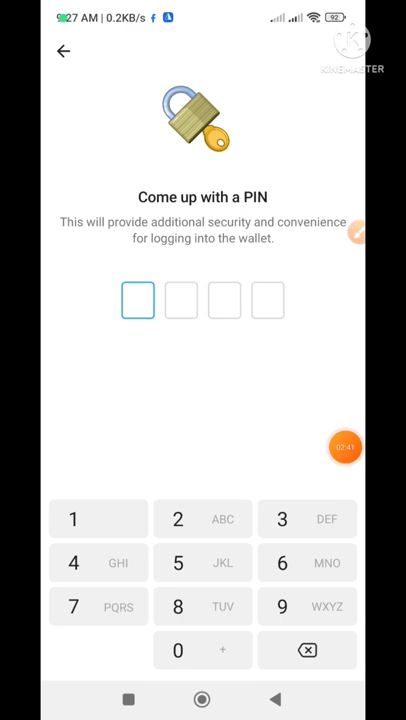 9:27 AM | 0.2KB/s
92
KINEMASTER
Come up with a PIN
This will provide additional security and convenience
for logging into the wallet.
02:41
1
2 ABC
3 DEF
4 GHI
5 JKL
6 MNO
7 PQRS
8 TUV
9 WXYZ
0 +